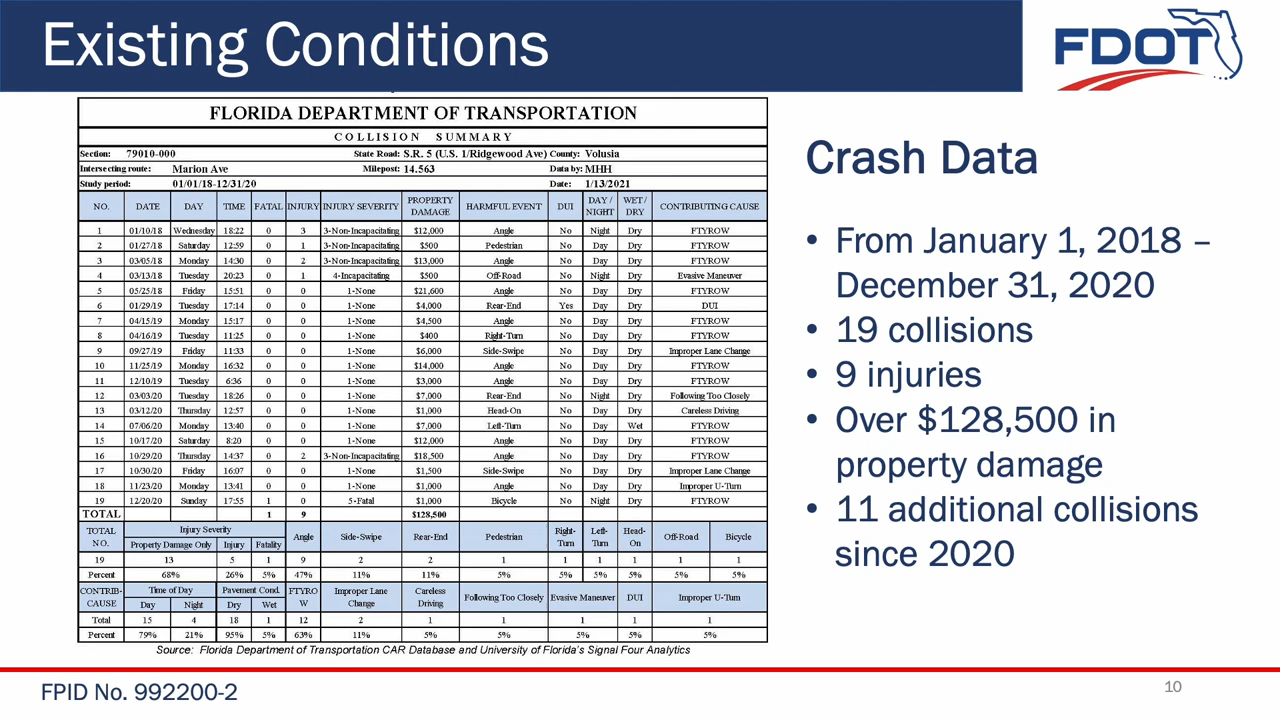 Existing Conditions
FDOT
FLORIDA DEPARTMENT OF TRANSPORTATION
COLLISION SUMMARY
Section: 79010-000 State Road: S.R. 5 (U.S. 1/Ridgewood Ave) County: Volusia
Intersecting route: Marion Ave Milepost: 14.563 Data by: MHH
Study period: 01/01/18-12/31/20 Date: 1/13/2021
NO. DATE DAY TIME FATAL INJURY INJURY SEVERITY PROPERTY DAMAGE HARMFUL EVENT DUI DAY / NIGHT WET / DRY CONTRIBUTING CAUSE
1 01/10/18 Wednesday 18:22 0 3 3-Non-Incapacitating $12,000 Angle No Night Dry FTYROW
2 01/27/18 Saturday 12:59 0 1 3-Non-Incapacitating $500 Pedestrian No Day Dry FTYROW
3 03/05/18 Monday 14:30 0 2 3-Non-Incapacitating $13,000 Angle No Day Dry FTYROW
4 03/13/18 Tuesday 20:23 0 1 4-Incapacitating $500 Off-Road No Night Dry Evasive Maneuver
5 05/25/18 Friday 15:51 0 0 1-None $21,600 Angle No Day Dry FTYROW
6 01/29/19 Tuesday 17:14 0 0 1-None $4,000 Rear-End Yes Day Dry DUI
7 04/15/19 Monday 15:17 0 0 1-None $4,500 Angle No Day Dry FTYROW
8 04/16/19 Tuesday 11:25 0 0 1-None $400 Right-Turn No Day Dry FTYROW
9 09/27/19 Friday 11:33 0 0 1-None $6,000 Side-Swipe No Day Dry Improper Lane Change
10 11/25/19 Monday 16:32 0 0 1-None $14,000 Angle No Day Dry FTYROW
11 12/10/19 Tuesday 6:36 0 0 1-None $3,000 Angle No Day Dry FTYROW
12 03/03/20 Tuesday 18:26 0 0 1-None $7,000 Rear-End No Night Dry Following Too Closely
13 03/12/20 Thursday 12:57 0 0 1-None $1,000 Head-On No Day Dry Careless Driving
14 07/06/20 Monday 13:40 0 0 1-None $7,000 Left-Turn No Day Wet FTYROW
15 10/17/20 Saturday 8:20 0 0 1-None $12,000 Angle No Day Dry FTYROW
16 10/29/20 Thursday 14:37 0 2 3-Non-Incapacitating $18,500 Angle No Day Dry FTYROW
17 10/30/20 Friday 16:07 0 0 1-None $1,500 Side-Swipe No Day Dry Improper Lane Change
18 11/23/20 Monday 13:41 0 0 1-None $1,000 Angle No Day Dry Improper U-Turn
19 12/20/20 Sunday 17:55 1 0 5-Fatal $1,000 Bicycle No Night Dry FTYROW
TOTAL 1 9 $128,500
TOTAL NO. Injury Severity Angle Side-Swipe Rear-End Pedestrian Right-Turn Left-Turn Head-On Off-Road Bicycle
Property Damage Only Injury Fatality
19 13 5 1 9 2 2 1 1 1 1 1 1
Percent 68% 26% 5% 47% 11% 11% 5% 5% 5% 5% 5% 5%
CONTRIB-CAUSE Time of Day Pavement Cond. FTYROW Improper Lane Change Careless Driving Following Too Closely Evasive Maneuver DUI Improper U-Turn
Day Night Dry Wet
Total 15 4 18 1 12 2 1 1 1 1 1
Percent 79% 21% 95% 5% 63% 11% 5% 5% 5% 5% 5%
Source: Florida Department of Transportation CAR Database and University of Florida's Signal Four Analytics
Crash Data
• From January 1, 2018 –
December 31, 2020
• 19 collisions
• 9 injuries
• Over $128,500 in
property damage
• 11 additional collisions
since 2020
FPID No. 992200-2
10